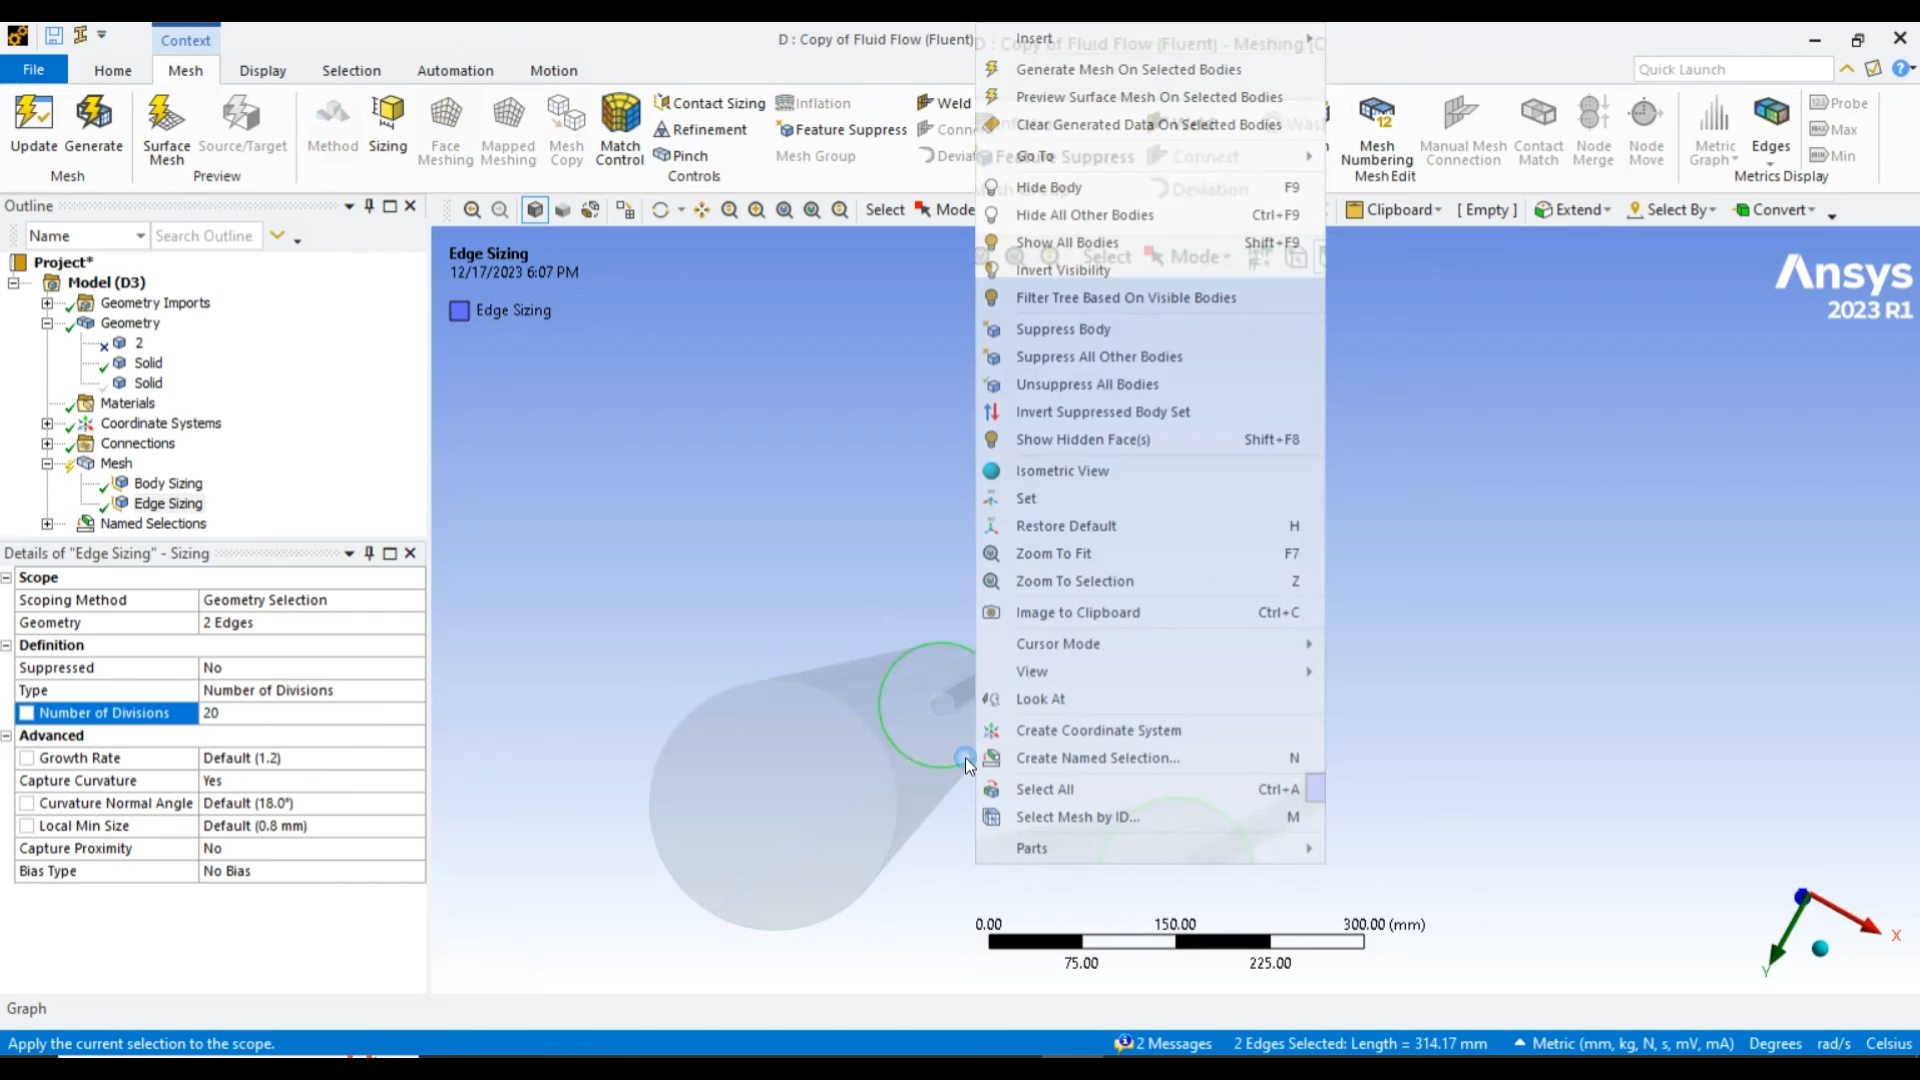 Context
D : Copy of Fluid Flow (Fluent)
D : Copy of Fluid Flow (Fluent) - Meshing [C
File
Home
Mesh
Display
Selection
Automation
Motion
Quick Launch
Update
Generate
Mesh
Surface
Mesh
Source/Target
Preview
Method
Sizing
Face
Meshing
Mapped
Meshing
Mesh
Copy
Match
Control
Contact Sizing
Refinement
Pinch
Controls
Inflation
Feature Suppress
Mesh Group
Weld
Conne
Deviat
Mesh
Numbering
Manual Mesh
Connection
Contact
Match
Node
Merge
Node
Move
Mesh Edit
Metric
Graph
Edges
Probe
Max
Min
Metrics Display
Outline
Name
Search Outline
Select
Mode
Clipboard
[ Empty ]
Extend
Select By
Convert
Project*
Model (D3)
Geometry Imports
Geometry
2
Solid
Solid
Materials
Coordinate Systems
Connections
Mesh
Body Sizing
Edge Sizing
Named Selections
Details of "Edge Sizing" - Sizing
Scope
Scoping Method Geometry Selection
Geometry 2 Edges
Definition
Suppressed No
Type Number of Divisions
Number of Divisions 20
Advanced
Growth Rate Default (1.2)
Capture Curvature Yes
Curvature Normal Angle Default (18.0°)
Local Min Size Default (0.8 mm)
Capture Proximity No
Bias Type No Bias
Edge Sizing
12/17/2023 6:07 PM
Edge Sizing
Insert
Generate Mesh On Selected Bodies
Preview Surface Mesh On Selected Bodies
Clear Generated Data On Selected Bodies
Go To
Feature Suppress
Connect
Deviation
Hide Body F9
Hide All Other Bodies Ctrl+F9
Show All Bodies Shift+F9
Select
Mode
Invert Visibility
Filter Tree Based On Visible Bodies
Suppress Body
Suppress All Other Bodies
Unsuppress All Bodies
Invert Suppressed Body Set
Show Hidden Face(s) Shift+F8
Isometric View
Set
Restore Default H
Zoom To Fit F7
Zoom To Selection Z
Image to Clipboard Ctrl+C
Cursor Mode
View
Look At
Create Coordinate System
Create Named Selection... N
Select All Ctrl+A
Select Mesh by ID... M
Parts
Ansys
2023 R1
0.00 150.00 300.00 (mm)
75.00 225.00
X
Y
Graph
Apply the current selection to the scope.
2 Messages
2 Edges Selected: Length = 314.17 mm
Metric (mm, kg, N, s, mV, mA)
Degrees
rad/s
Celsius